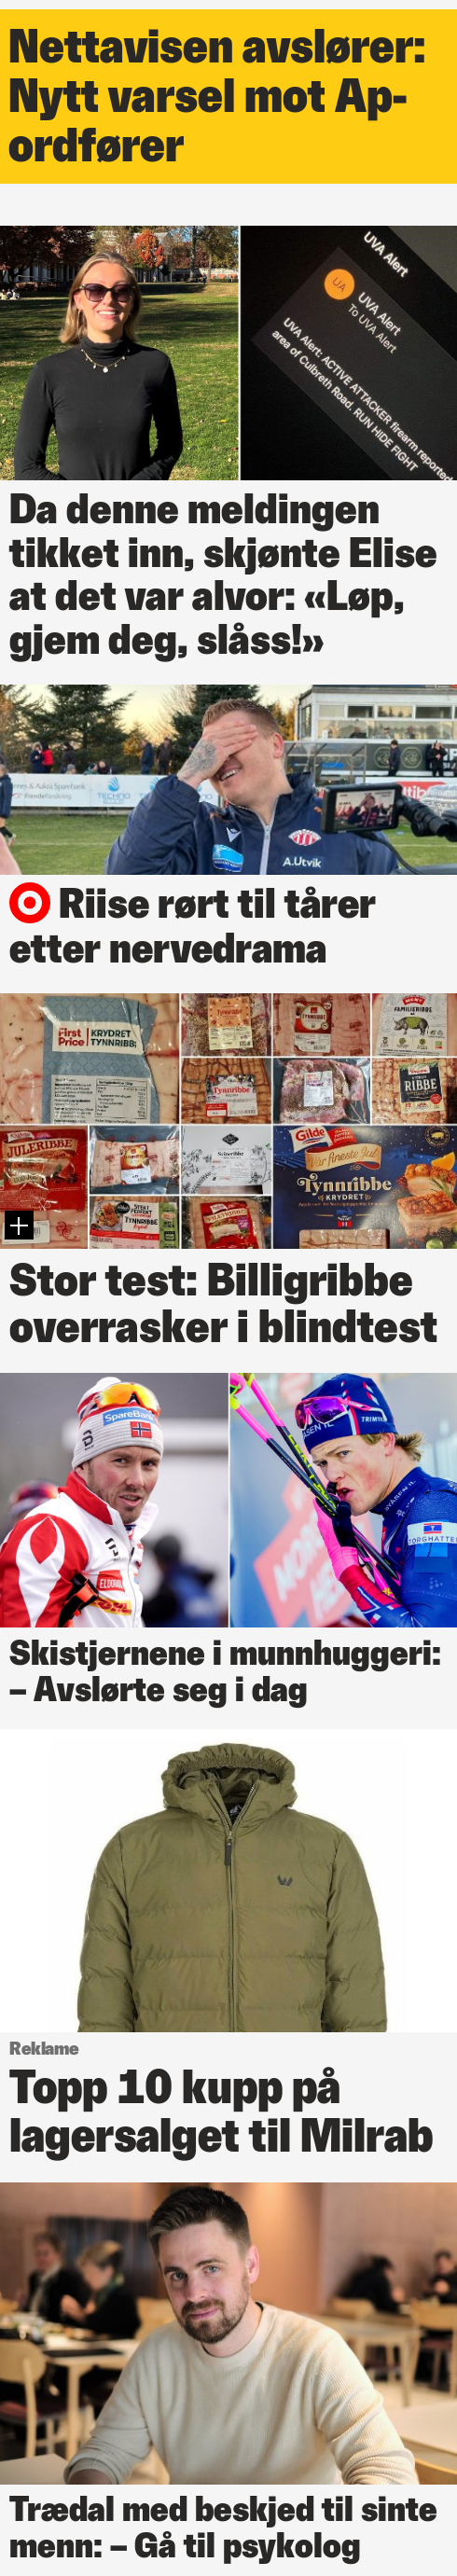 Nettavisen avslører:
Nytt varsel mot Ap-
ordfører
UVA Alert
UA
UVA Alert
To UVA Alert
UVA Alert: ACTIVE ATTACKER firearm reported
area of Culbreth Road. RUN HIDE FIGHT
Da denne meldingen
tikket inn, skjønte Elise
at det var alvor: «Løp,
gjem deg, slåss!»
A.Utvik
Riise rørt til tårer
etter nervedrama
First
Price
KRYDRET
TYNNRIBBE
FAMILIERIBBE
Tynnribbe
RIBBE
JULERIBBE
TYNNRIBBE
Gilde
Vår fineste Jul
Tynnribbe
KRYDRET
Stor test: Billigribbe
overrasker i blindtest
SpareBank
TORGHATTEN
Skistjernene i munnhuggeri:
– Avslørte seg i dag
Reklame
Topp 10 kupp på
lagersalget til Milrab
Trædal med beskjed til sinte
menn: – Gå til psykolog